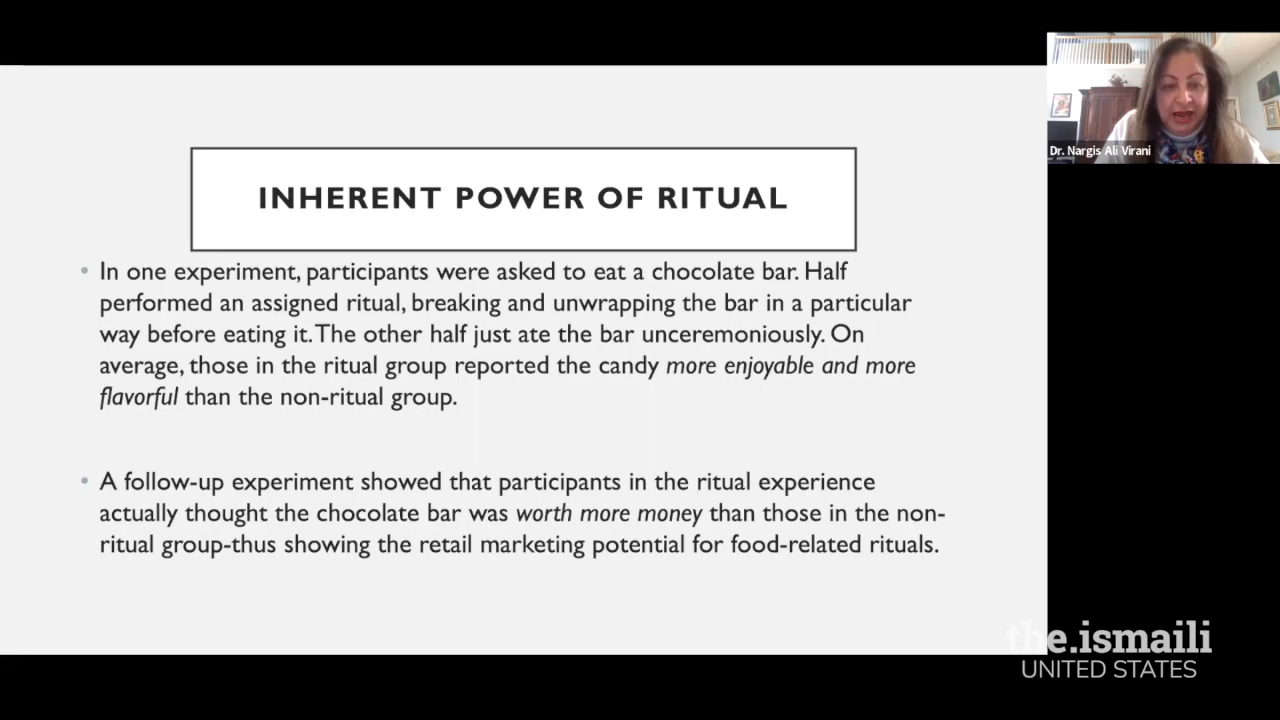 INHERENT POWER OF RITUAL
• In one experiment, participants were asked to eat a chocolate bar. Half
performed an assigned ritual, breaking and unwrapping the bar in a particular
way before eating it. The other half just ate the bar unceremoniously. On
average, those in the ritual group reported the candy more enjoyable and more
flavorful than the non-ritual group.
• A follow-up experiment showed that participants in the ritual experience
actually thought the chocolate bar was worth more money than those in the non-
ritual group-thus showing the retail marketing potential for food-related rituals.
Dr. Nargis Ali Virani
the.ismaili
UNITED STATES